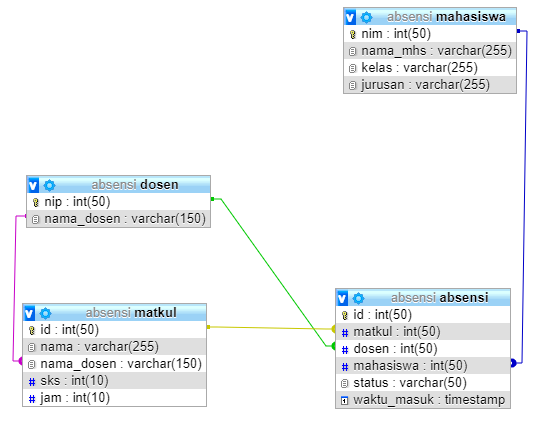 absensi mahasiswa
nim : int(50)
nama_mhs : varchar(255)
kelas : varchar(255)
jurusan : varchar(255)
absensi dosen
nip : int(50)
nama_dosen : varchar(150)
absensi matkul
id : int(50)
nama : varchar(255)
nama_dosen : varchar(150)
# sks : int(10)
# jam : int(10)
absensi absensi
id : int(50)
# matkul : int(50)
# dosen : int(50)
# mahasiswa : int(50)
status : varchar(50)
waktu_masuk : timestamp